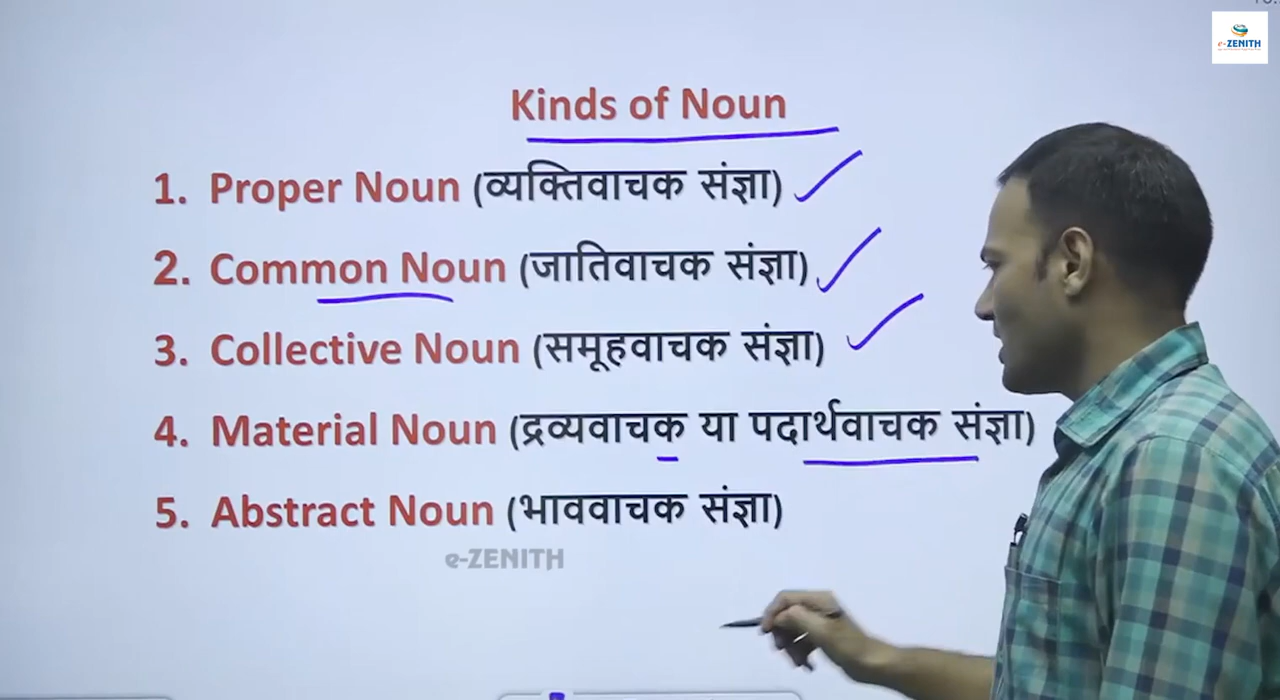 e-ZENITH
Kinds of Noun
1. Proper Noun (व्यक्तिवाचक संज्ञा)
2. Common Noun (जातिवाचक संज्ञा)
3. Collective Noun (समूहवाचक संज्ञा)
4. Material Noun (द्रव्यवाचक या पदार्थवाचक संज्ञा)
5. Abstract Noun (भाववाचक संज्ञा)
e-ZENITH